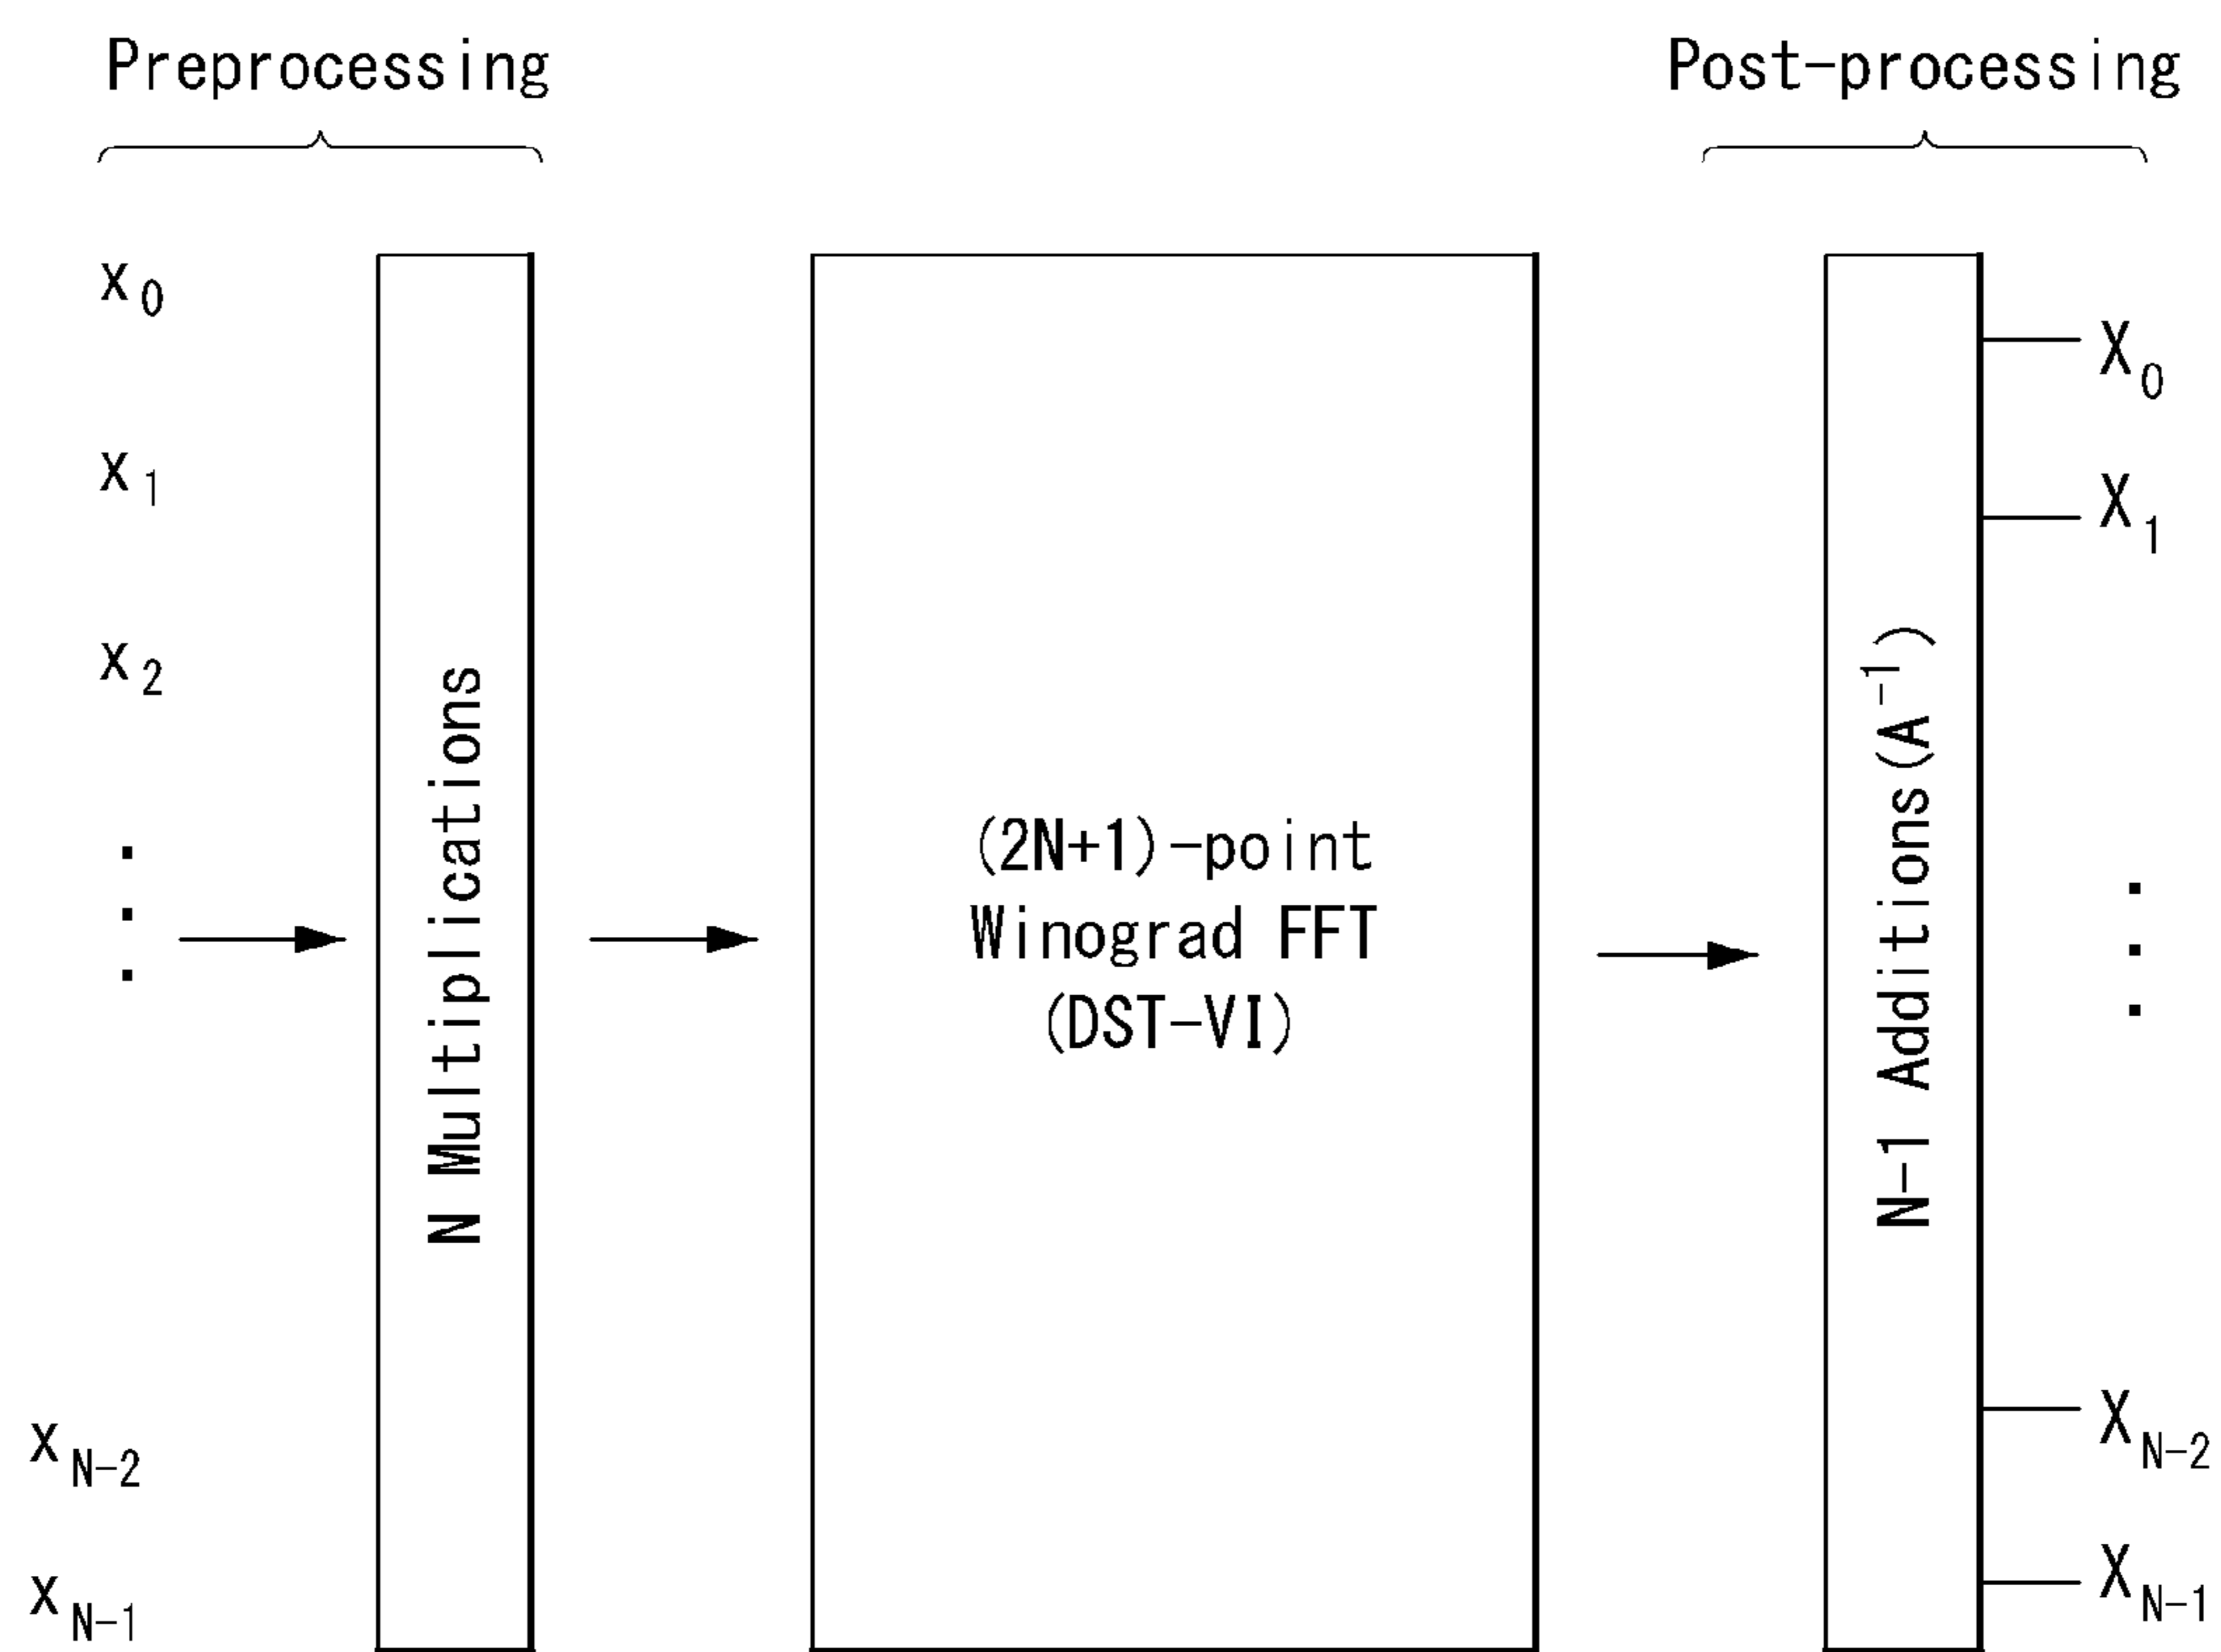 Preprocessing
Post-processing
x0
x1
x2
xN-2
xN-1
N Multiplications
(2N+1)-point
Winograd FFT
(DST-VI)
N-1 Additions(A-1)
X0
X1
XN-2
XN-1